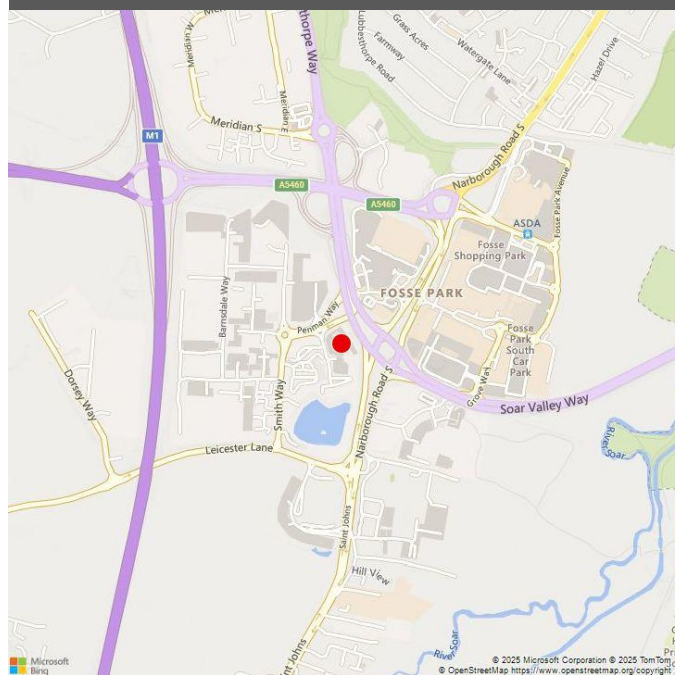 Lubbesthorpe Road
Grass Acres
Farmway
Watergate Lane
Hazel Drive
Meridian W
thorpe Way
Meridian E
Meridian S
M1
A5460
A5460
Narborough Road S
Fosse Park Avenue
ASDA
Fosse
Shopping Park
FOSSE PARK
Barnsdale Way
Penman Way
Fosse
Park
South
Car
Park
Dorsey Way
Smith Way
Narborough Road S
Grove Way
Soar Valley Way
Leicester Lane
River Soar
Saint Johns
Hill View
River Soar
t Johns
Microsoft
Bing
© 2025 Microsoft Corporation © 2025 TomTom
© OpenStreetMap https://www.openstreetmap.org/copyright